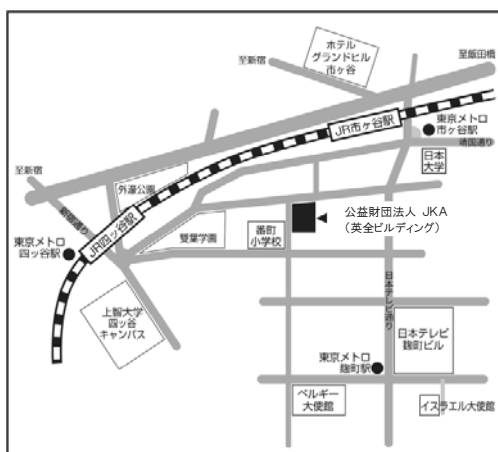 ホテル
グランドヒル
市ヶ谷
至新宿
至飯田橋
JR市ヶ谷駅
東京メトロ
市ヶ谷駅
靖国通り
日本
大学
至新宿
外濠公園
新宿通り
JR四ッ谷駅
東京メトロ
四ッ谷駅
雙葉学園
番町
小学校
公益財団法人 JKA
(英全ビルディング)
上智大学
四ッ谷
キャンパス
日本テレビ通り
日本テレビ
麹町ビル
東京メトロ
麹町駅
ベルギー
大使館
イスラエル大使館